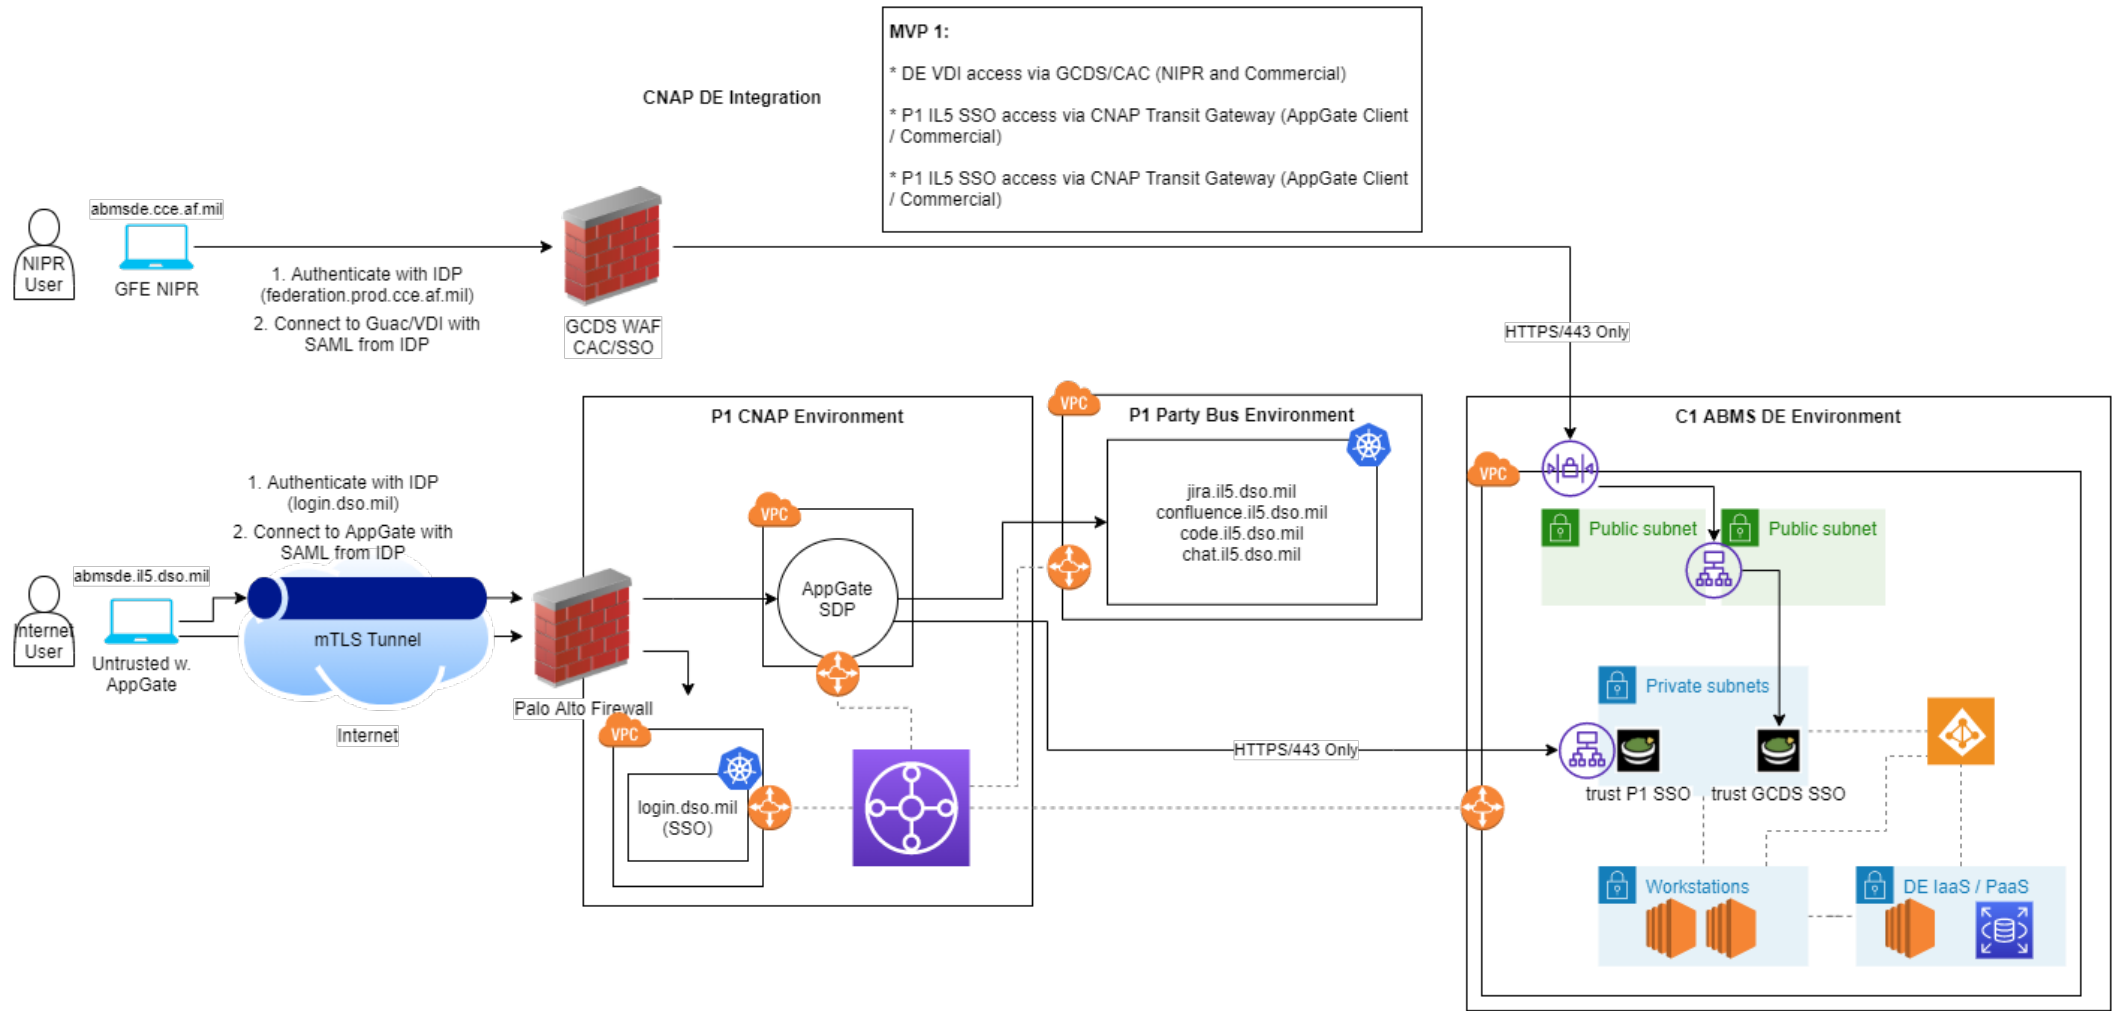 MVP 1:
* DE VDI access via GCDS/CAC (NIPR and Commercial)
* P1 IL5 SSO access via CNAP Transit Gateway (AppGate Client
/ Commercial)
* P1 IL5 SSO access via CNAP Transit Gateway (AppGate Client
/ Commercial)
CNAP DE Integration
abmsde.cce.af.mil
NIPR
User
GFE NIPR
1. Authenticate with IDP
(federation.prod.cce.af.mil)
2. Connect to Guac/VDI with
SAML from IDP
GCDS WAF
CAC/SSO
HTTPS/443 Only
1. Authenticate with IDP
(login.dso.mil)
2. Connect to AppGate with
SAML from IDP
abmsde.il5.dso.mil
Internet
User
Untrusted w.
AppGate
mTLS Tunnel
Internet
Palo Alto Firewall
P1 CNAP Environment
VPC
AppGate
SDP
VPC
login.dso.mil
(SSO)
VPC
P1 Party Bus Environment
jira.il5.dso.mil
confluence.il5.dso.mil
code.il5.dso.mil
chat.il5.dso.mil
HTTPS/443 Only
C1 ABMS DE Environment
VPC
Public subnet
Public subnet
Private subnets
trust P1 SSO
trust GCDS SSO
Workstations
DE IaaS / PaaS